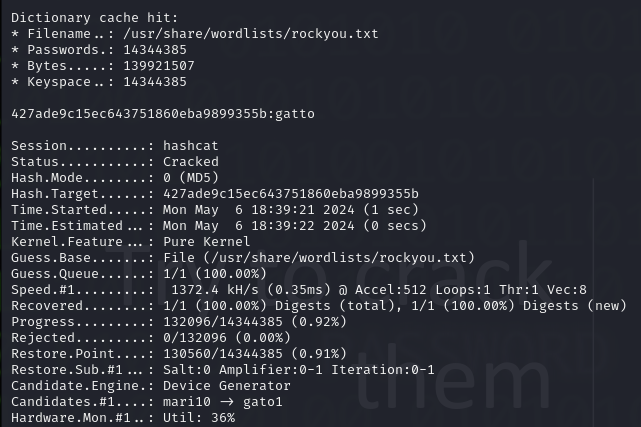 Dictionary cache hit:
* Filename..: /usr/share/wordlists/rockyou.txt
* Passwords.: 14344385
* Bytes.....: 139921507
* Keyspace..: 14344385
427ade9c15ec643751860eba9899355b:gatto
Session..........: hashcat
Status...........: Cracked
Hash.Mode........: 0 (MD5)
Hash.Target......: 427ade9c15ec643751860eba9899355b
Time.Started.....: Mon May  6 18:39:21 2024 (1 sec)
Time.Estimated...: Mon May  6 18:39:22 2024 (0 secs)
Kernel.Feature...: Pure Kernel
Guess.Base.......: File (/usr/share/wordlists/rockyou.txt)
Guess.Queue......: 1/1 (100.00%)
Speed.#1.........:  1372.4 kH/s (0.35ms) @ Accel:512 Loops:1 Thr:1 Vec:8
Recovered........: 1/1 (100.00%) Digests (total), 1/1 (100.00%) Digests (new)
Progress.........: 132096/14344385 (0.92%)
Rejected.........: 0/132096 (0.00%)
Restore.Point....: 130560/14344385 (0.91%)
Restore.Sub.#1...: Salt:0 Amplifier:0-1 Iteration:0-1
Candidate.Engine.: Device Generator
Candidates.#1....: mari10 -> gato1
Hardware.Mon.#1..: Util: 36%
to crack
them